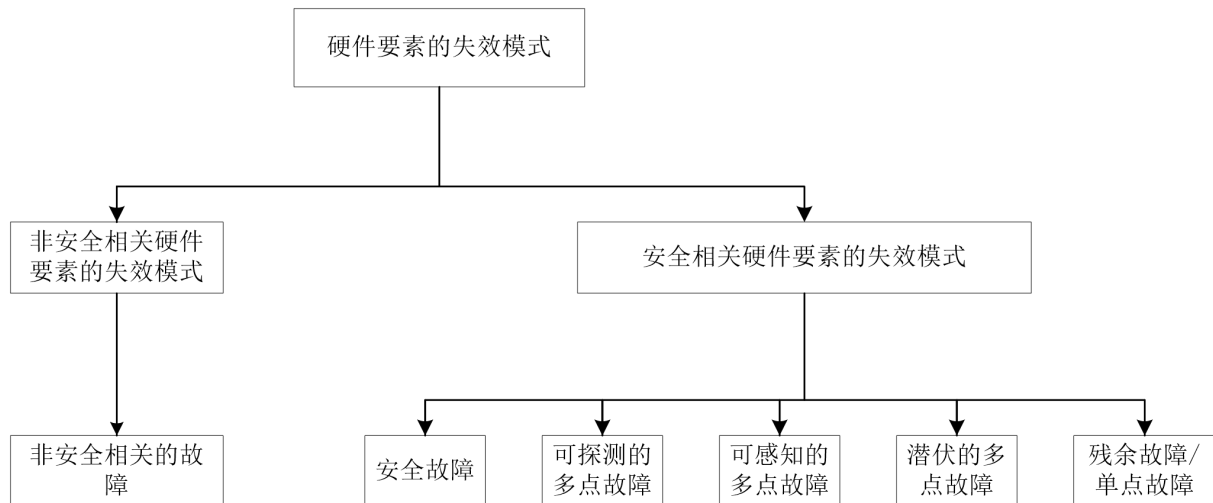 硬件要素的失效模式
非安全相关硬件
要素的失效模式
安全相关硬件要素的失效模式
非安全相关的故
障
安全故障
可探测的
多点故障
可感知的
多点故障
潜伏的多
点故障
残余故障/
单点故障